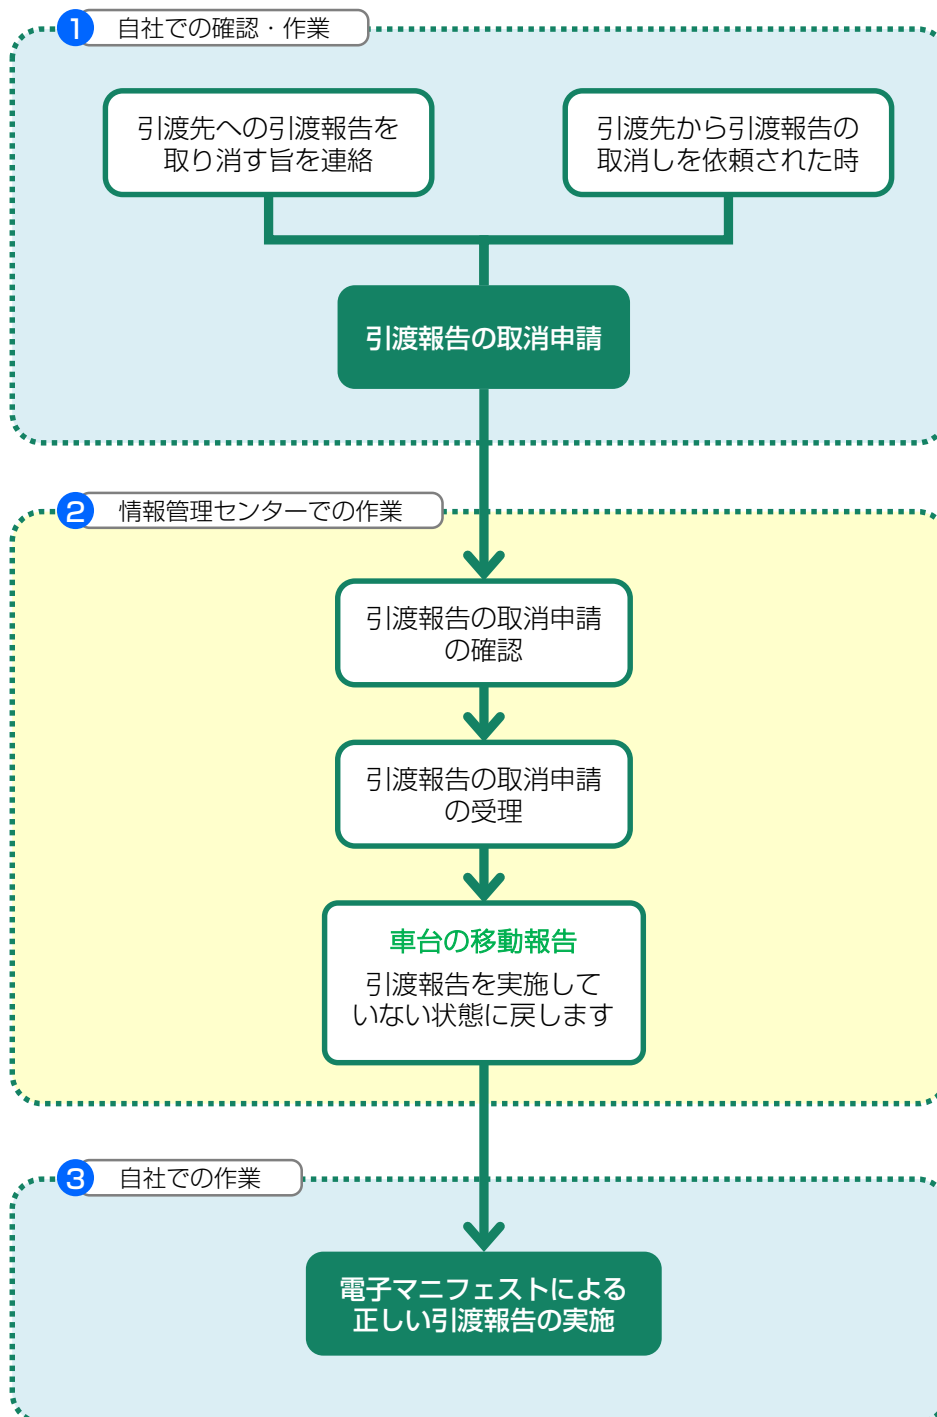 1 自社での確認・作業
引渡先への引渡報告を
取り消す旨を連絡
引渡先から引渡報告の
取消しを依頼された時
引渡報告の取消申請
2 情報管理センターでの作業
引渡報告の取消申請
の確認
引渡報告の取消申請
の受理
車台の移動報告
引渡報告を実施して
いない状態に戻します
3 自社での作業
電子マニフェストによる
正しい引渡報告の実施